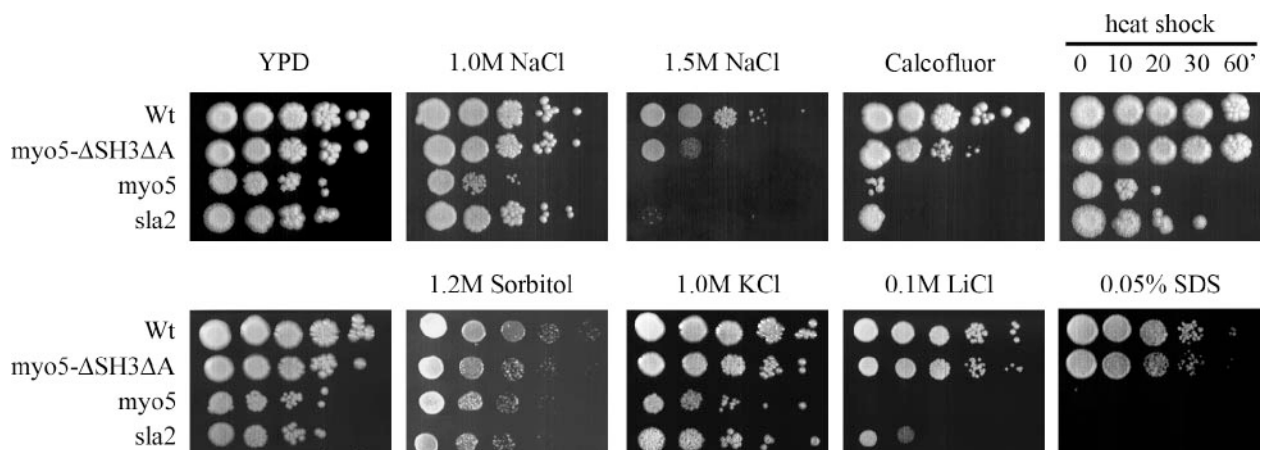 heat shock
YPD 1.0M NaCl 1.5M NaCl Calcofluor 0 10 20 30 60'
Wt
myo5-ΔSH3ΔA
myo5
sla2
1.2M Sorbitol 1.0M KCl 0.1M LiCl 0.05% SDS
Wt
myo5-ΔSH3ΔA
myo5
sla2